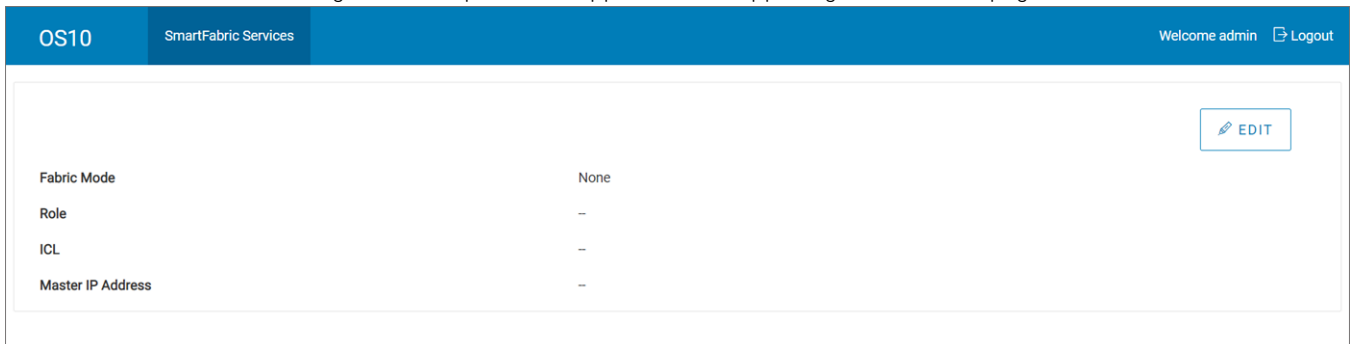 OS10 SmartFabric Services Welcome admin Logout
EDIT
Fabric Mode None
Role --
ICL --
Master IP Address --